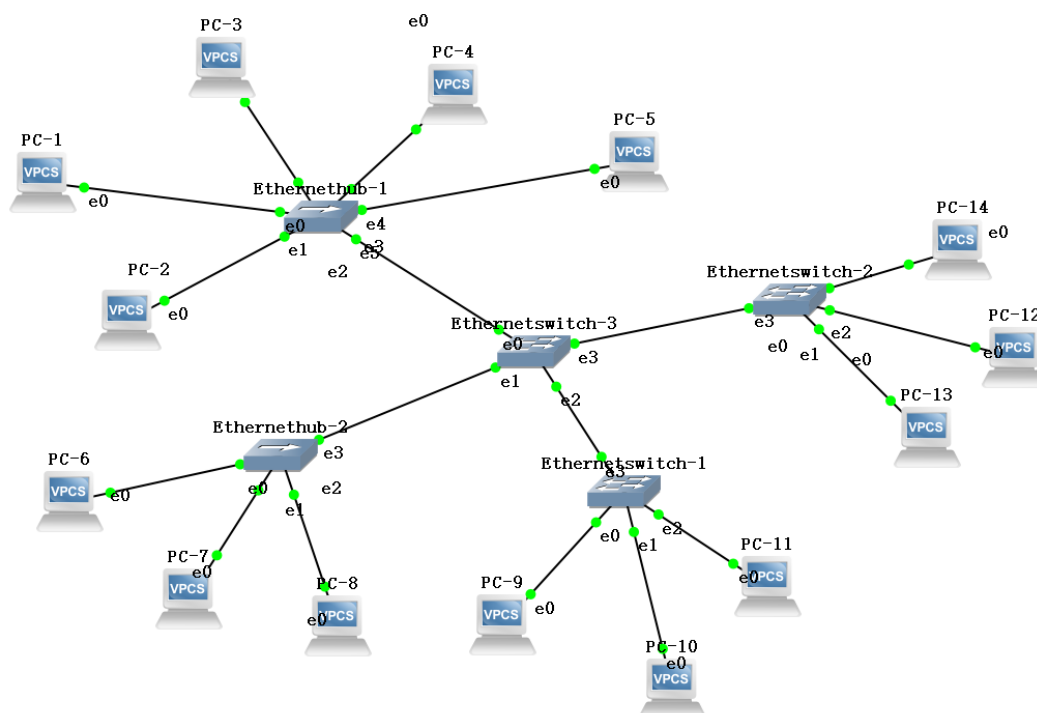 e0
PC-3
VPCS
PC-4
VPCS
PC-5
VPCS
e0
PC-1
VPCS
e0
Ethernethub-1
e0
e4
e3
e5
e1
e2
PC-2
VPCS
e0
PC-14
VPCS
e0
Ethernetswitch-2
e3
e2
e0
e1
e0
PC-12
VPCS
e0
PC-13
VPCS
Ethernetswitch-3
e0
e3
e1
e2
Ethernethub-2
e3
e0
e2
e1
PC-6
VPCS
e0
PC-7
e0
VPCS
PC-8
VPCS
e0
Ethernetswitch-1
e3
e0
e2
e1
PC-9
VPCS
e0
PC-11
VPCS
e0
PC-10
e0
VPCS